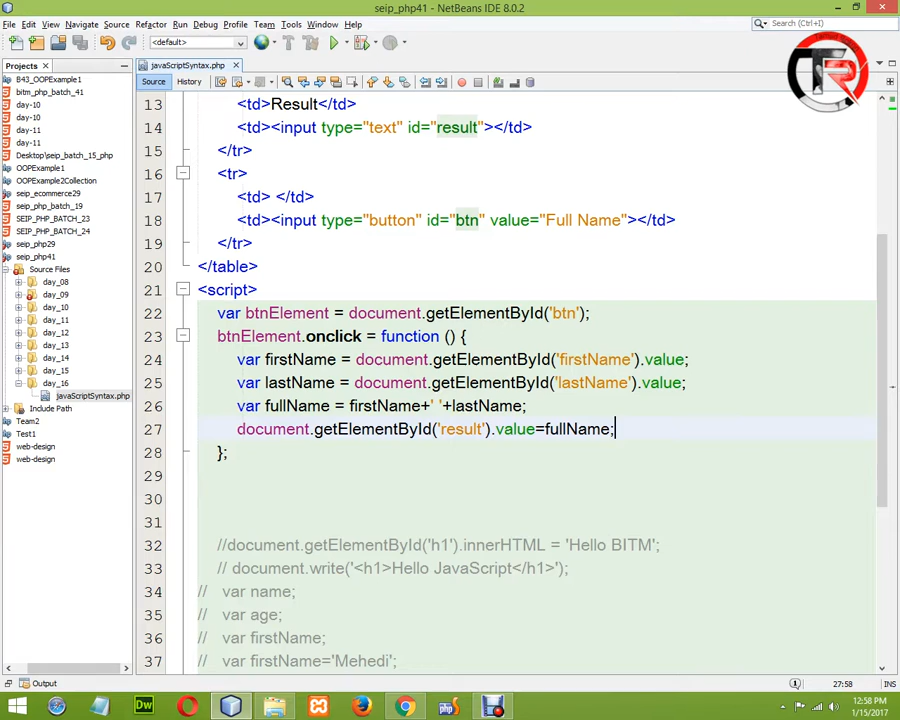 seip_php41 - NetBeans IDE 8.0.2
File Edit View Navigate Source Refactor Run Debug Profile Team Tools Window Help
Search (Ctrl+I)
<default>
TR
Projects
javaScriptSyntax.php
Source History
B43_OOPExample1
bitm_php_batch_41
day-10
day-10
day-11
day-11
Desktop\seip_batch_15_php
OOPExample1
OOPExample2Collection
seip_ecommerce29
seip_php_batch_19
SEIP_PHP_BATCH_23
SEIP_PHP_BATCH_24
seip_php29
seip_php41
Source Files
day_08
day_09
day_10
day_11
day_12
day_13
day_14
day_15
day_16
javaScriptSyntax.php
Include Path
Team2
Test1
web-design
web-design
13 <td>Result</td>
14 <td><input type="text" id="result"></td>
15 </tr>
16 <tr>
17 <td> </td>
18 <td><input type="button" id="btn" value="Full Name"></td>
19 </tr>
20 </table>
21 <script>
22 var btnElement = document.getElementById('btn');
23 btnElement.onclick = function () {
24 var firstName = document.getElementById('firstName').value;
25 var lastName = document.getElementById('lastName').value;
26 var fullName = firstName+' '+lastName;
27 document.getElementById('result').value=fullName;
28 };
29
30
31
32 //document.getElementById('h1').innerHTML = 'Hello BITM';
33 // document.write('<h1>Hello JavaScript</h1>');
34 // var name;
35 // var age;
36 // var firstName;
37 // var firstName='Mehedi';
Output
27:58 INS
Dw
php
12:58 PM
1/15/2017